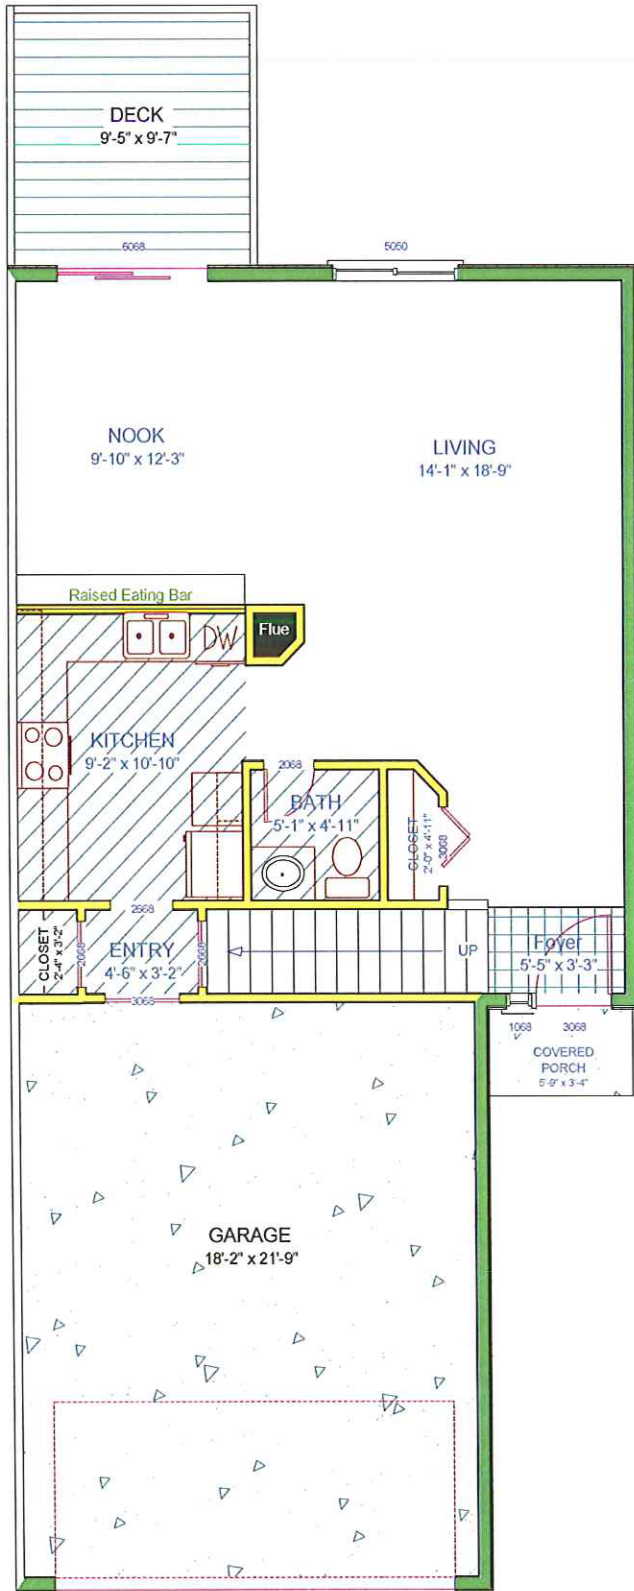 DECK
9'-5" x 9'-7"
6068
5050
NOOK
9'-10" x 12'-3"
LIVING
14'-1" x 18'-9"
Raised Eating Bar
DW
Flue
KITCHEN
9'-2" x 10'-10"
2068
BATH
5'-1" x 4'-11"
CLOSET
2'-0" x 4'-11"
3068
2668
CLOSET
2'-4" x 3'-2"
2068
ENTRY
4'-6" x 3'-2"
2668
UP
Foyer
5'-5" x 3'-3"
3068
1068
3068
COVERED
PORCH
5'-9" x 3'-4"
GARAGE
18'-2" x 21'-9"